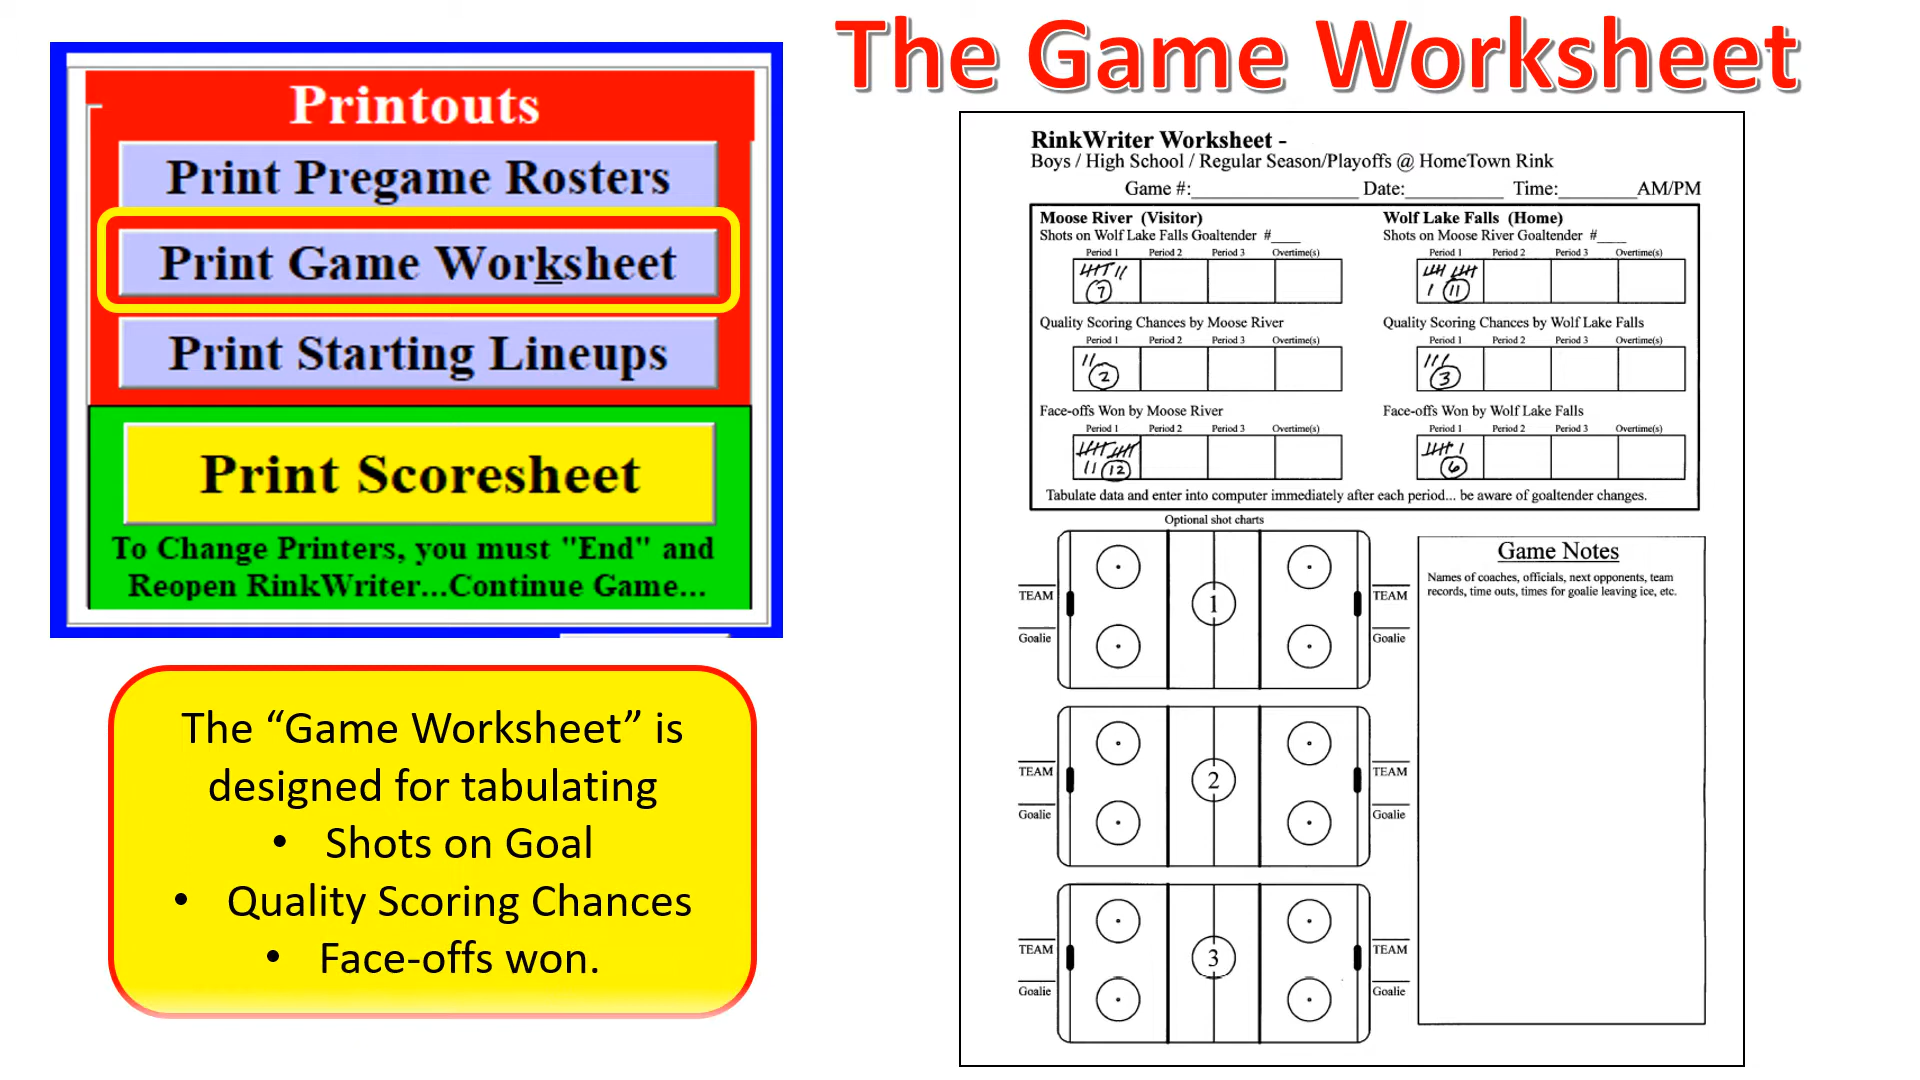 The Game Worksheet
Printouts
Print Pregame Rosters
Print Game Worksheet
Print Starting Lineups
Print Scoresheet
To Change Printers, you must "End" and
Reopen RinkWriter...Continue Game...
The “Game Worksheet” is
designed for tabulating
• Shots on Goal
• Quality Scoring Chances
• Face-offs won.
RinkWriter Worksheet -
Boys / High School / Regular Season/Playoffs @ HomeTown Rink
Game #:________________ Date:__________ Time:________AM/PM
Moose River (Visitor)
Shots on Wolf Lake Falls Goaltender #____
Period 1 Period 2 Period 3 Overtime(s)
7
Quality Scoring Chances by Moose River
Period 1 Period 2 Period 3 Overtime(s)
2
Face-offs Won by Moose River
Period 1 Period 2 Period 3 Overtime(s)
12
Wolf Lake Falls (Home)
Shots on Moose River Goaltender #____
Period 1 Period 2 Period 3 Overtime(s)
11
Quality Scoring Chances by Wolf Lake Falls
Period 1 Period 2 Period 3 Overtime(s)
3
Face-offs Won by Wolf Lake Falls
Period 1 Period 2 Period 3 Overtime(s)
6
Tabulate data and enter into computer immediately after each period... be aware of goaltender changes.
Optional shot charts
TEAM
Goalie
1
TEAM
Goalie
TEAM
Goalie
2
TEAM
Goalie
TEAM
Goalie
3
TEAM
Goalie
Game Notes
Names of coaches, officials, next opponents, team
records, time outs, times for goalie leaving ice, etc.